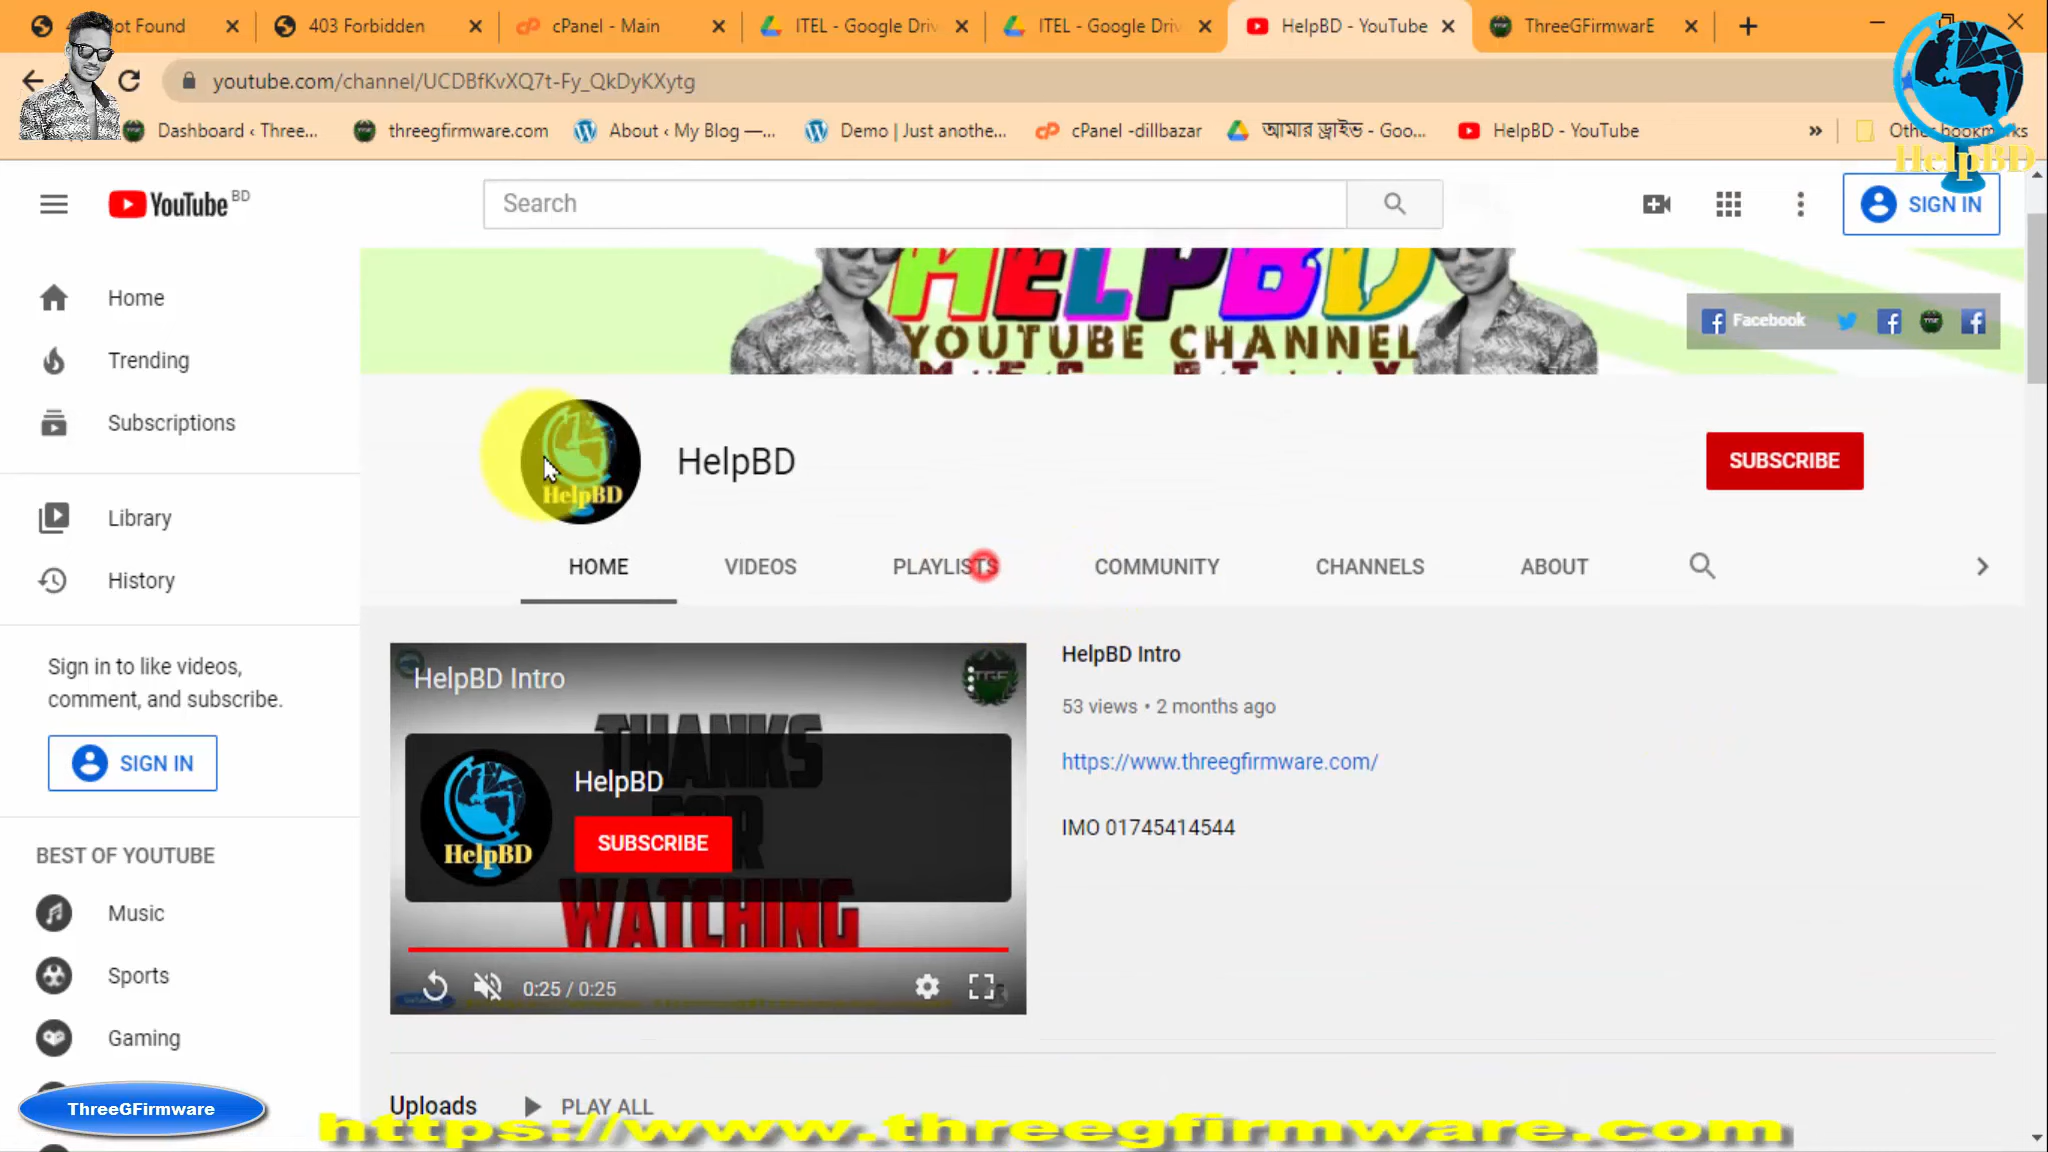 ot Found
403 Forbidden
cPanel - Main
ITEL - Google Driv
ITEL - Google Driv
HelpBD - YouTube
ThreeGFirmwarE
youtube.com/channel/UCDBfKvXQ7t-Fy_QkDyKXytg
Dashboard ‹ Three...
threegfirmware.com
About ‹ My Blog —...
Demo | Just anothe...
cPanel -dillbazar
আমার ড্রাইভ - Goo...
HelpBD - YouTube
»
Other bookmarks
HelpBD
YouTube BD
Search
SIGN IN
Home
Trending
Subscriptions
Library
History
Sign in to like videos,
comment, and subscribe.
SIGN IN
BEST OF YOUTUBE
Music
Sports
Gaming
ThreeGFirmware
HELPBD
YOUTUBE CHANNEL
Facebook
HelpBD
HelpBD
SUBSCRIBE
HOME
VIDEOS
PLAYLISTS
COMMUNITY
CHANNELS
ABOUT
HelpBD Intro
TGF
THANKS
FOR
WATCHING
HelpBD
HelpBD
SUBSCRIBE
0:25 / 0:25
HelpBD Intro
53 views • 2 months ago
https://www.threegfirmware.com/
IMO 01745414544
Uploads
PLAY ALL
https://www.threegfirmware.com